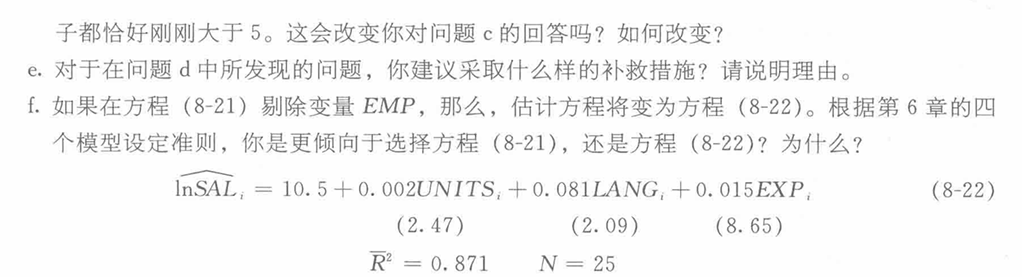 子都恰好刚刚大于 5。这会改变你对问题 c 的回答吗？如何改变？
e. 对于在问题 d 中所发现的问题，你建议采取什么样的补救措施？请说明理由。
f. 如果在方程（8-21）剔除变量 EMP，那么，估计方程将变为方程（8-22）。根据第 6 章的四
个模型设定准则，你是更倾向于选择方程（8-21），还是方程（8-22）？为什么？
$\widehat{\ln SAL}_i = 10.5 + 0.002UNITS_i + 0.081LANG_i + 0.015EXP_i$ (8-22)
(2.47) (2.09) (8.65)
$\overline{R}^2 = 0.871$ $N = 25$